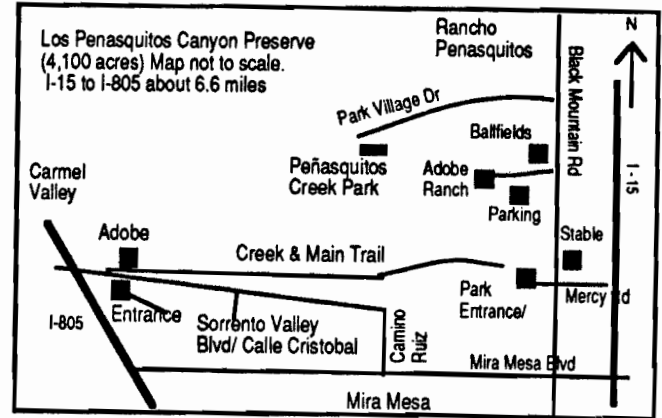 Los Penasquitos Canyon Preserve
(4,100 acres) Map not to scale.
I-15 to I-805 about 6.6 miles
Rancho
Penasquitos
N
Black Mountain Rd
I-15
Park Village Dr
Ballfields
Peñasquitos
Creek Park
Adobe
Ranch
Parking
Carmel
Valley
Adobe
Creek & Main Trail
Stable
Park
Entrance/
Mercy Rd
Entrance
I-805
Sorrento Valley
Blvd/ Calle Cristobal
Camino
Ruiz
Mira Mesa Blvd
Mira Mesa